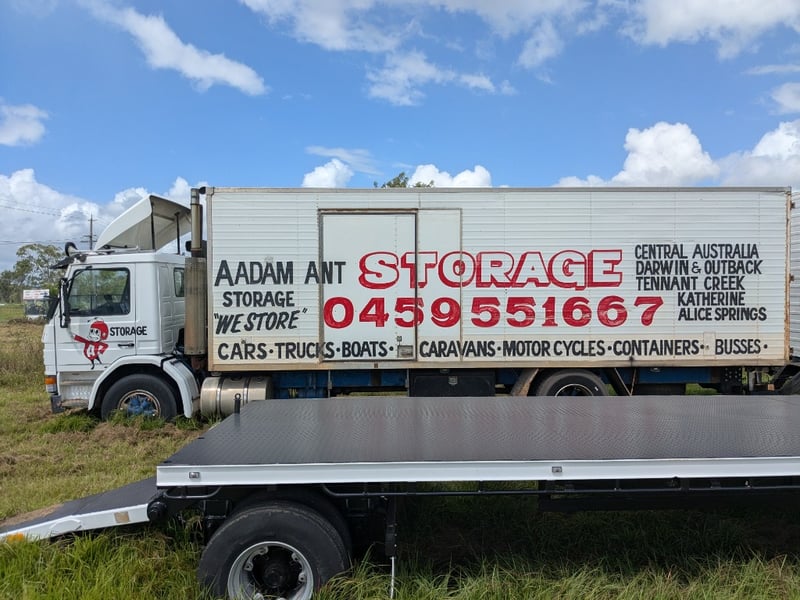 AADAM ANT
STORAGE
"WE STORE"
STORAGE
0459551667
CENTRAL AUSTRALIA
DARWIN & OUTBACK
TENNANT CREEK
KATHERINE
ALICE SPRINGS
CARS • TRUCKS • BOATS • CARAVANS • MOTOR CYCLES • CONTAINERS • BUSSES •
STORAGE